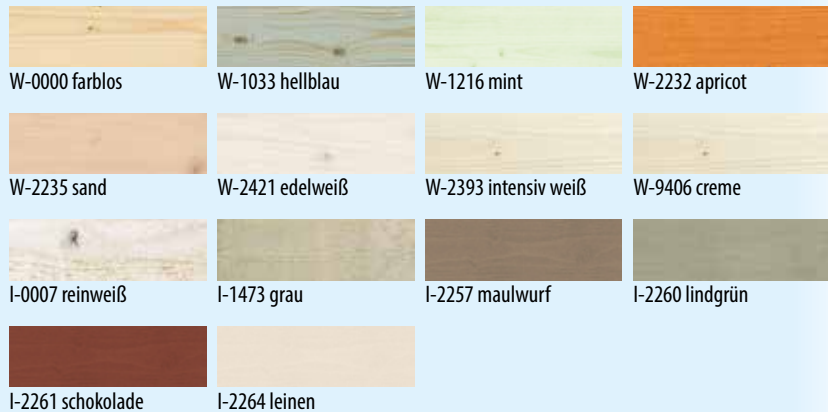 W-0000 farblos
W-1033 hellblau
W-1216 mint
W-2232 apricot
W-2235 sand
W-2421 edelweiß
W-2393 intensiv weiß
W-9406 creme
I-0007 reinweiß
I-1473 grau
I-2257 maulwurf
I-2260 lindgrün
I-2261 schokolade
I-2264 leinen